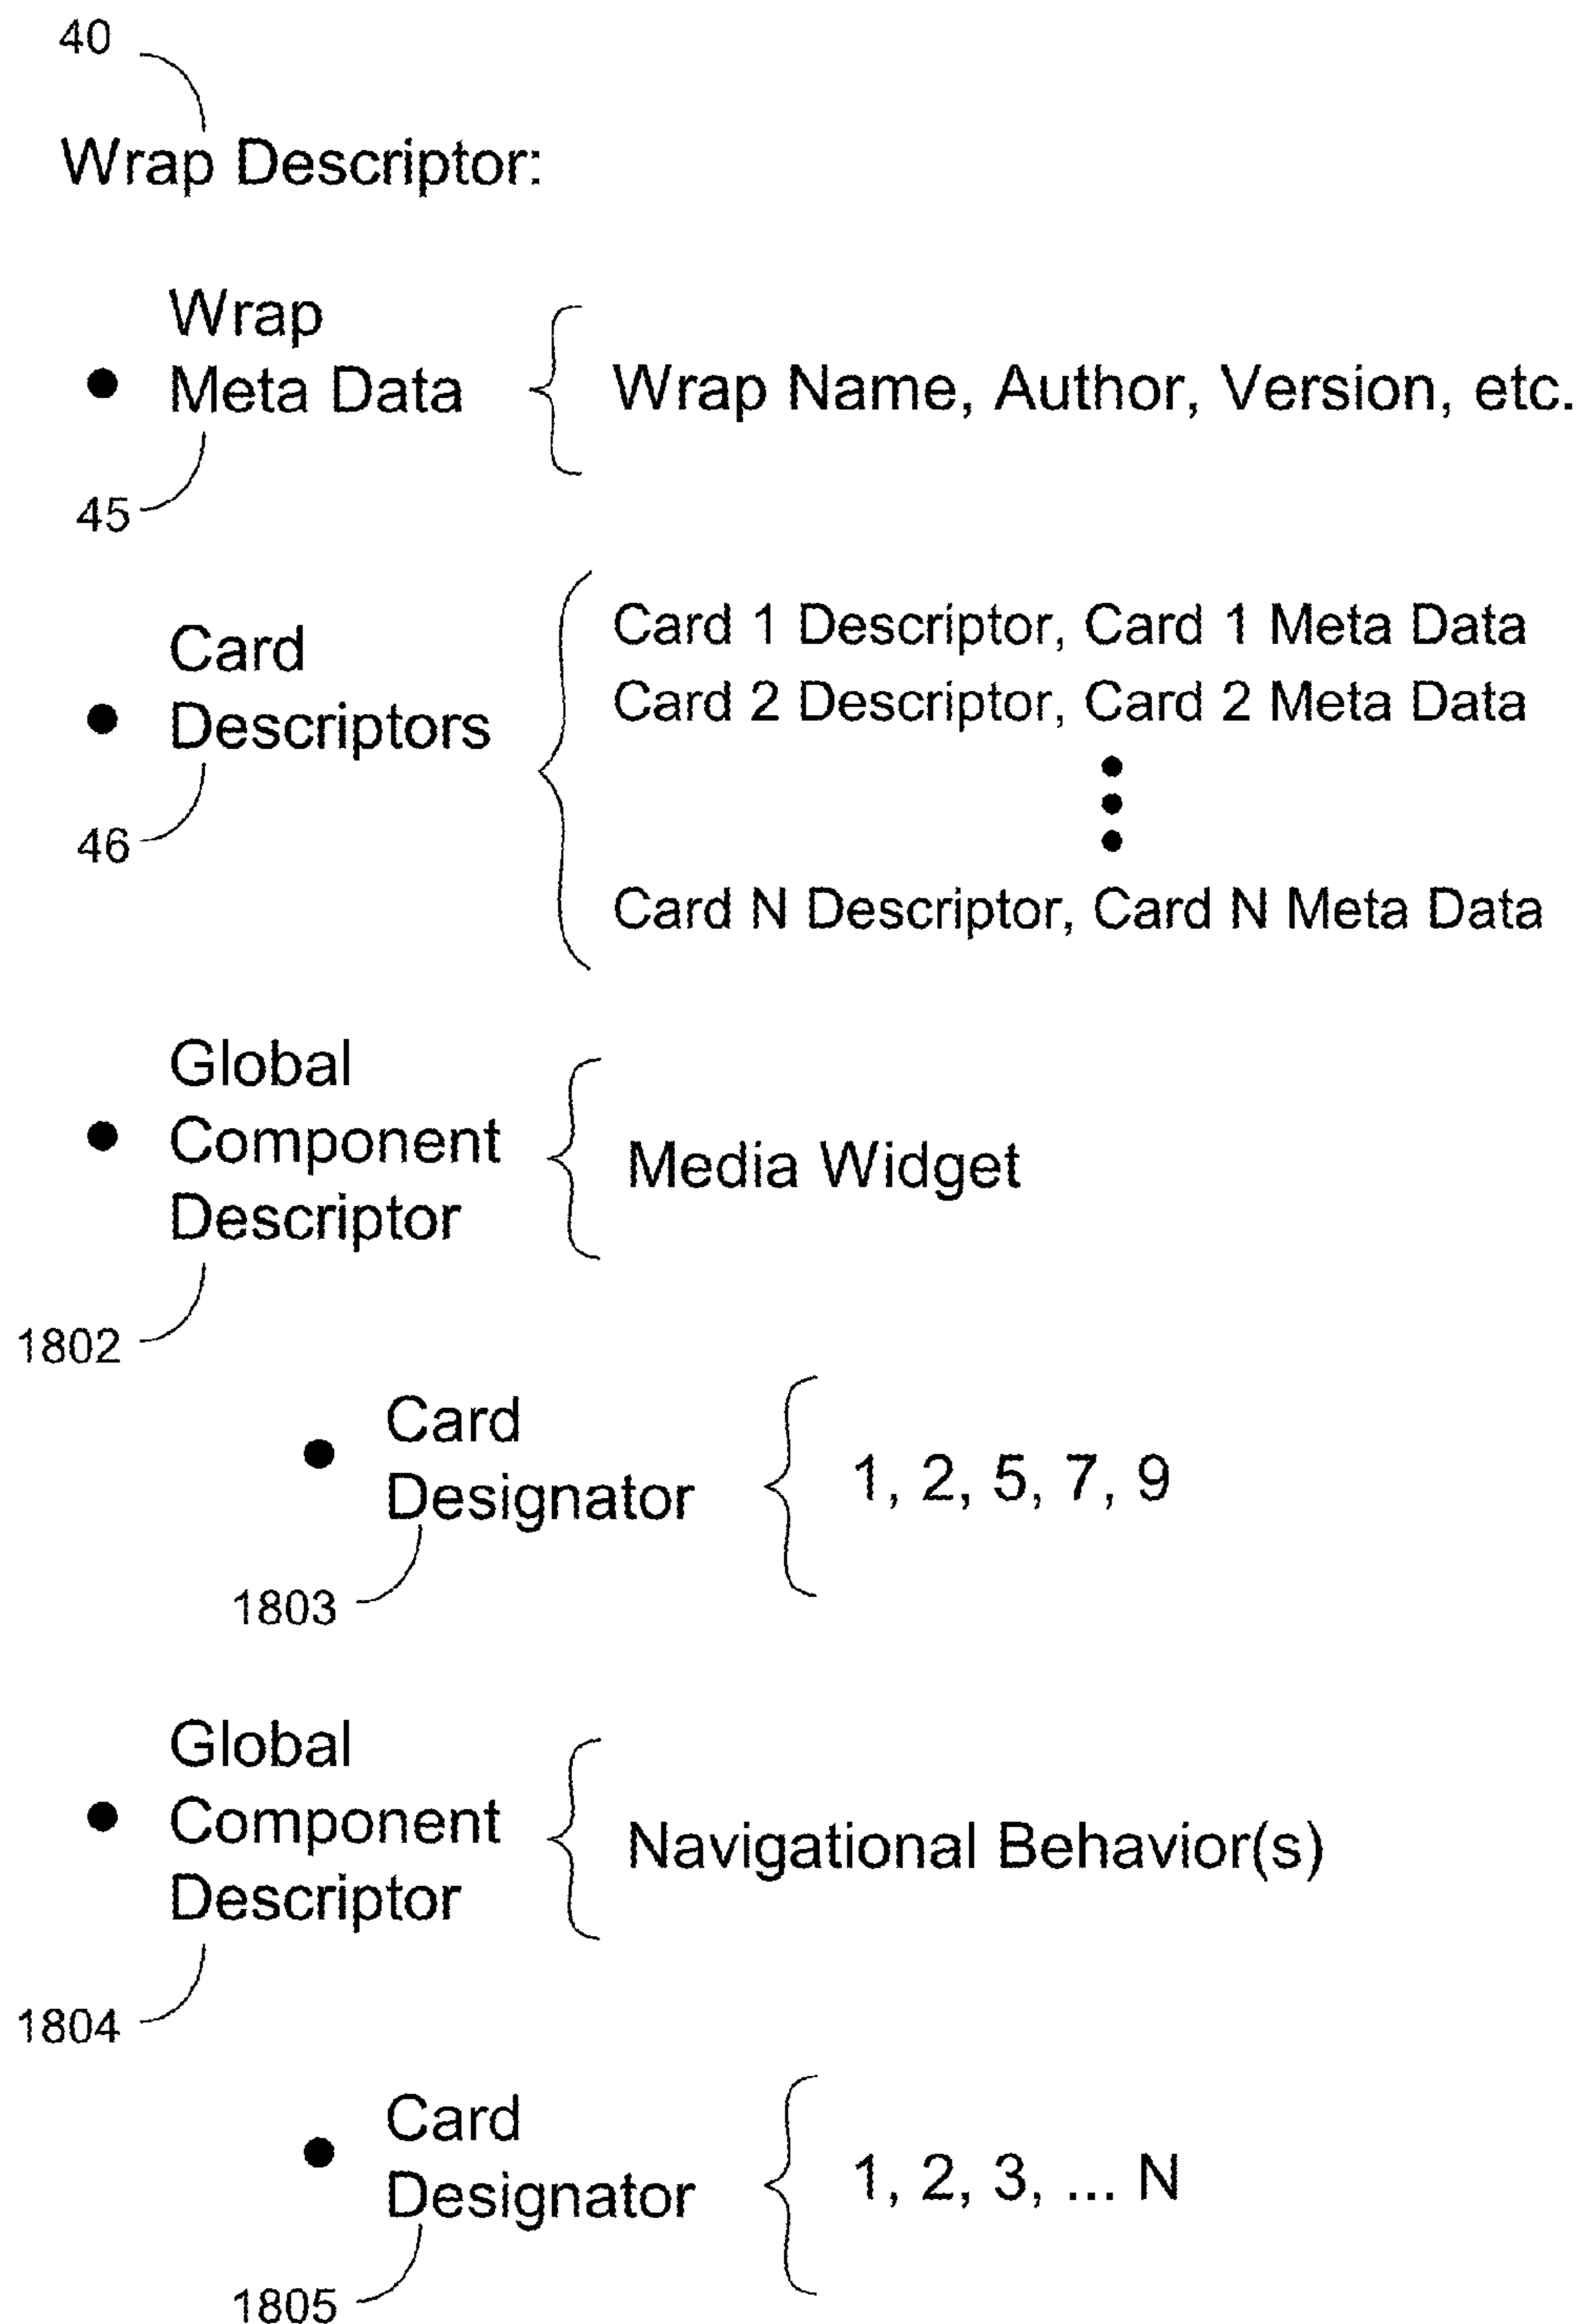 40
Wrap Descriptor:
Wrap
Meta Data
Wrap Name, Author, Version, etc.
45
Card
Descriptors
Card 1 Descriptor, Card 1 Meta Data
Card 2 Descriptor, Card 2 Meta Data
Card N Descriptor, Card N Meta Data
46
Global
Component
Descriptor
Media Widget
1802
Card
Designator
1, 2, 5, 7, 9
1803
Global
Component
Descriptor
Navigational Behavior(s)
1804
Card
Designator
1, 2, 3, ... N
1805